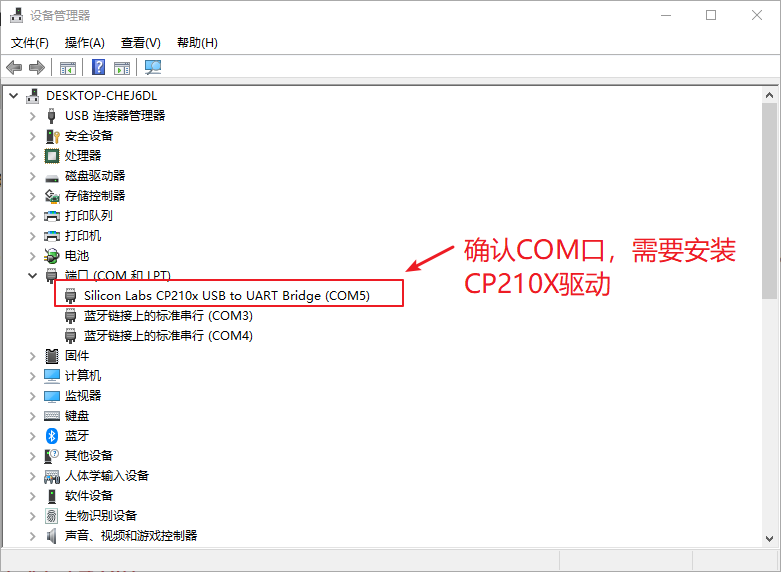 设备管理器
文件(F) 操作(A) 查看(V) 帮助(H)
DESKTOP-CHEJ6DL
USB 连接器管理器
安全设备
处理器
磁盘驱动器
存储控制器
打印队列
打印机
电池
端口 (COM 和 LPT)
Silicon Labs CP210x USB to UART Bridge (COM5)
蓝牙链接上的标准串行 (COM3)
蓝牙链接上的标准串行 (COM4)
固件
计算机
监视器
键盘
蓝牙
其他设备
人体学输入设备
软件设备
生物识别设备
声音、视频和游戏控制器
确认COM口，需要安装
CP210X驱动